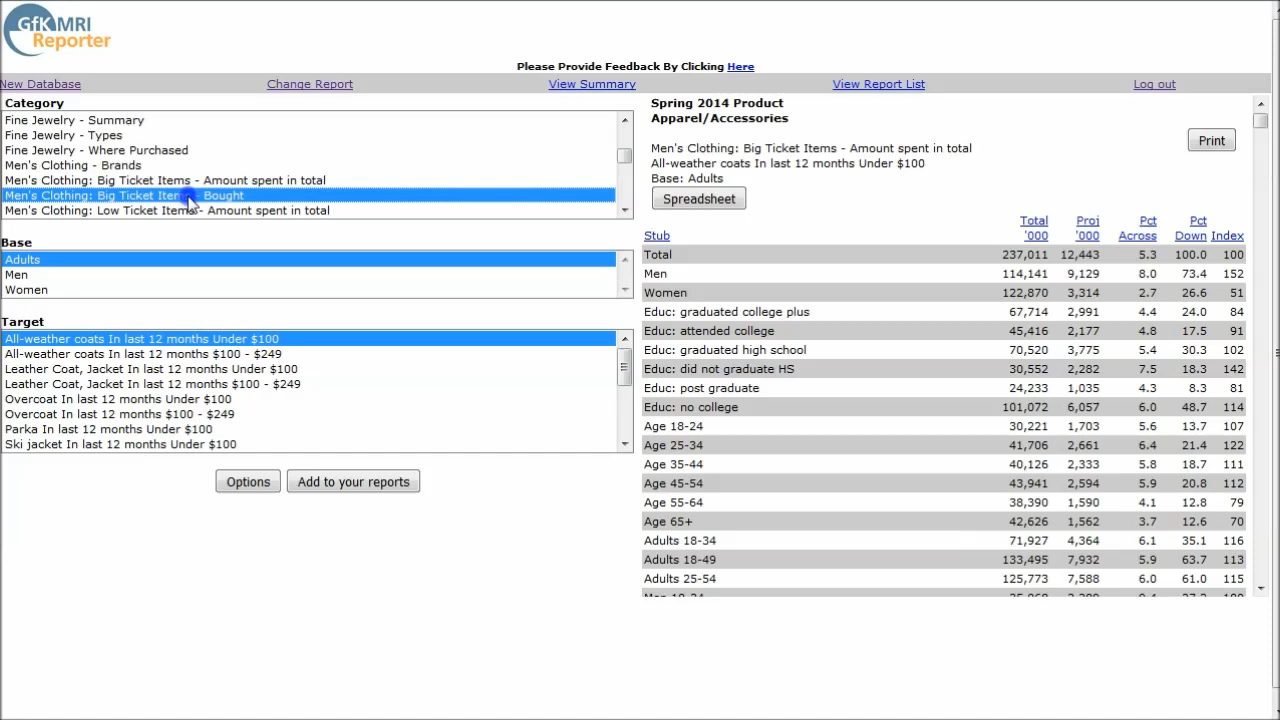 GfK MRI
Reporter
Please Provide Feedback By Clicking Here
New Database Change Report View Summary View Report List Log out
Category
Fine Jewelry - Summary
Fine Jewelry - Types
Fine Jewelry - Where Purchased
Men's Clothing - Brands
Men's Clothing: Big Ticket Items - Amount spent in total
Men's Clothing: Big Ticket Items - Bought
Men's Clothing: Low Ticket Items - Amount spent in total
Base
Adults
Men
Women
Target
All-weather coats In last 12 months Under $100
All-weather coats In last 12 months $100 - $249
Leather Coat, Jacket In last 12 months Under $100
Leather Coat, Jacket In last 12 months $100 - $249
Overcoat In last 12 months Under $100
Overcoat In last 12 months $100 - $249
Parka In last 12 months Under $100
Ski jacket In last 12 months Under $100
Options Add to your reports
Spring 2014 Product
Apparel/Accessories
Print
Men's Clothing: Big Ticket Items - Amount spent in total
All-weather coats In last 12 months Under $100
Base: Adults
Spreadsheet
Total Proj Pct Pct
Stub '000 '000 Across Down Index
Total 237,011 12,443 5.3 100.0 100
Men 114,141 9,129 8.0 73.4 152
Women 122,870 3,314 2.7 26.6 51
Educ: graduated college plus 67,714 2,991 4.4 24.0 84
Educ: attended college 45,416 2,177 4.8 17.5 91
Educ: graduated high school 70,520 3,775 5.4 30.3 102
Educ: did not graduate HS 30,552 2,282 7.5 18.3 142
Educ: post graduate 24,233 1,035 4.3 8.3 81
Educ: no college 101,072 6,057 6.0 48.7 114
Age 18-24 30,221 1,703 5.6 13.7 107
Age 25-34 41,706 2,661 6.4 21.4 122
Age 35-44 40,126 2,333 5.8 18.7 111
Age 45-54 43,941 2,594 5.9 20.8 112
Age 55-64 38,390 1,590 4.1 12.8 79
Age 65+ 42,626 1,562 3.7 12.6 70
Adults 18-34 71,927 4,364 6.1 35.1 116
Adults 18-49 133,495 7,932 5.9 63.7 113
Adults 25-54 125,773 7,588 6.0 61.0 115